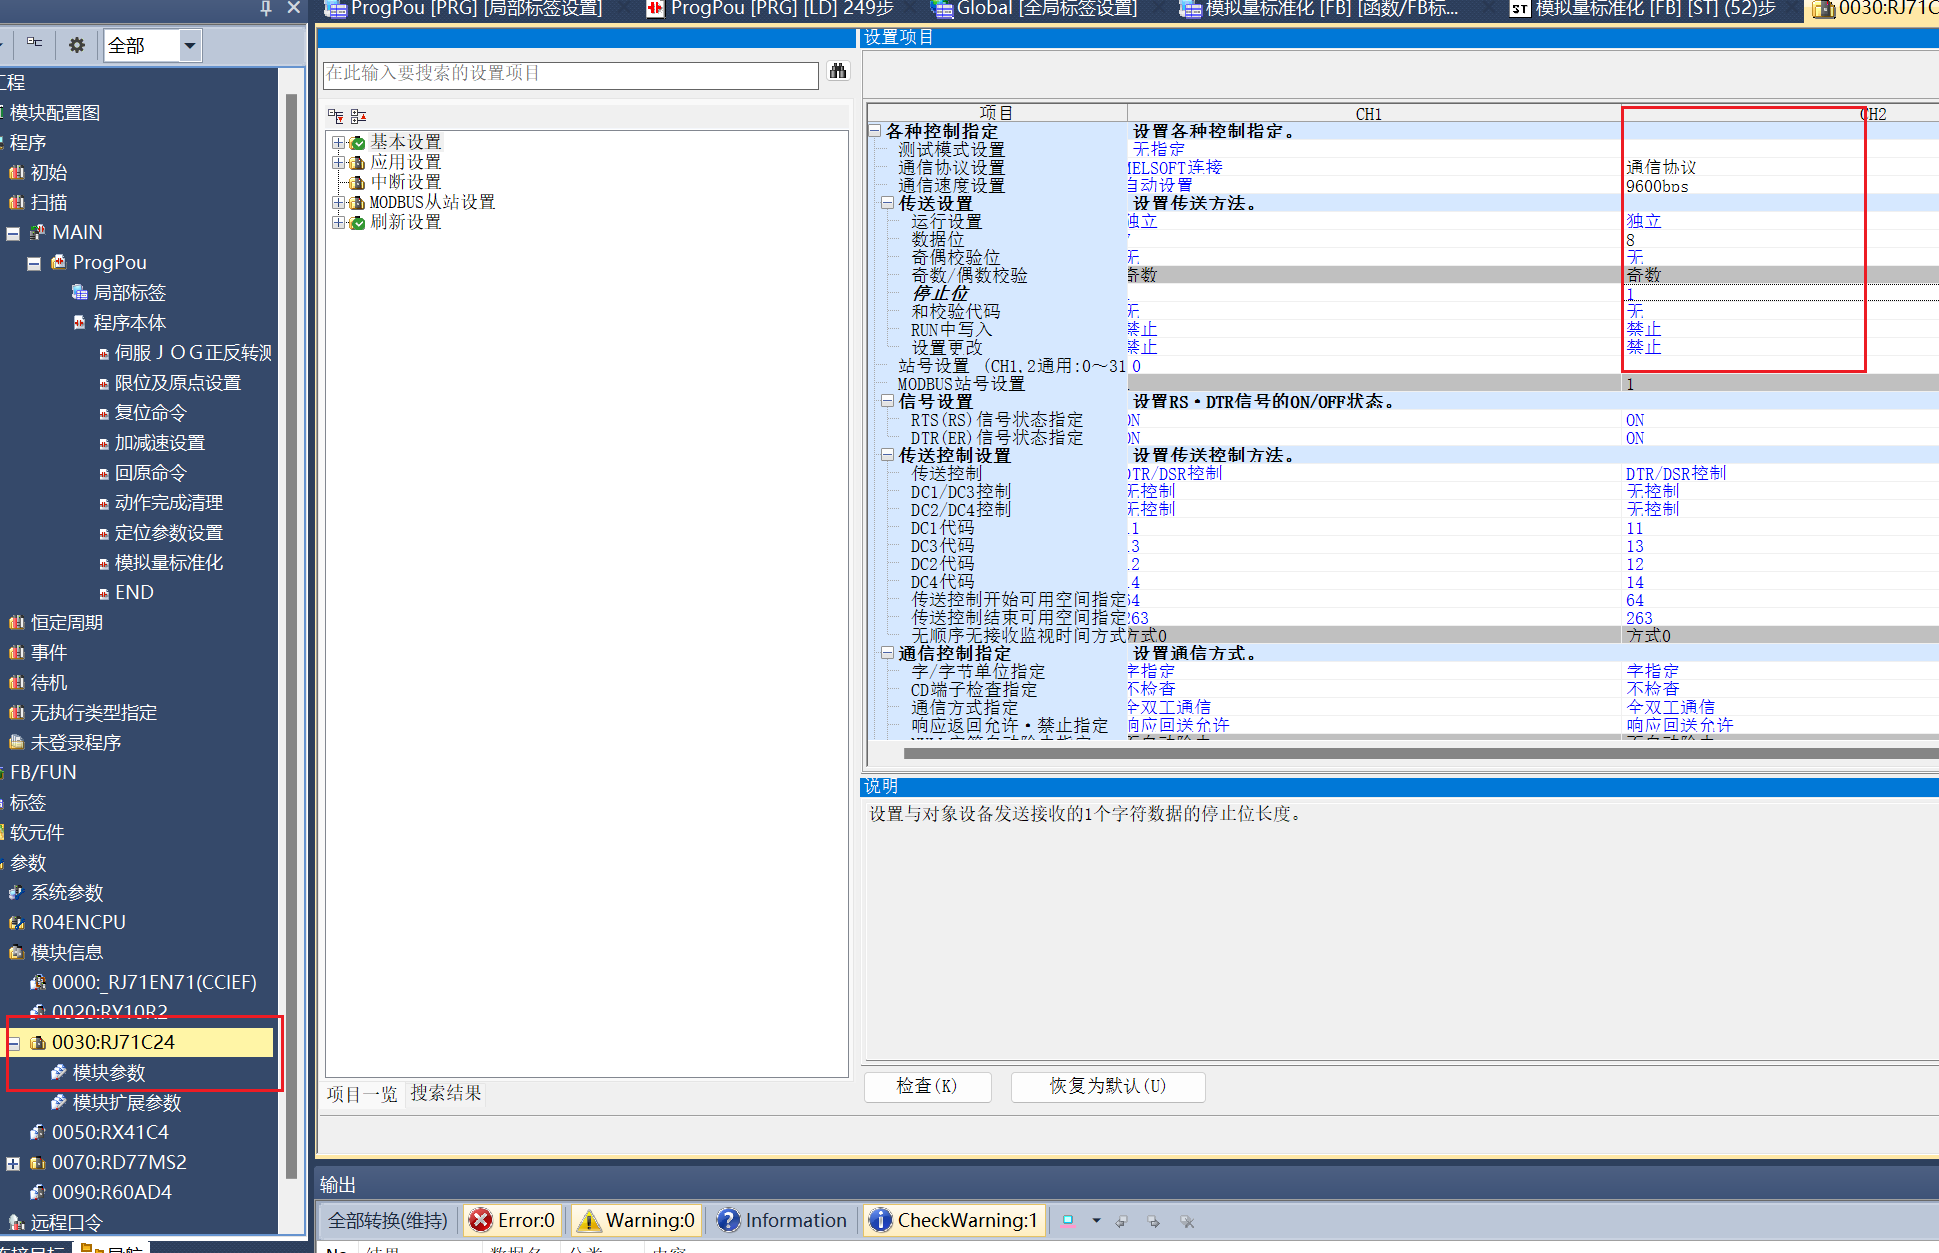 ProgPou [PRG] [局部标签设置]
ProgPou [PRG] [LD] 249步
Global [全局标签设置]
模拟量标准化 [FB] [函数/FB标...
ST 模拟量标准化 [FB] [ST] (52)步
0030:RJ71C
全部
工程
模块配置图
程序
初始
扫描
MAIN
ProgPou
局部标签
程序本体
伺服ＪＯＧ正反转测
限位及原点设置
复位命令
加减速设置
回原命令
动作完成清理
定位参数设置
模拟量标准化
END
恒定周期
事件
待机
无执行类型指定
未登录程序
FB/FUN
标签
软元件
参数
系统参数
R04ENCPU
模块信息
0000:_RJ71EN71(CCIEF)
0020:RY10R2
0030:RJ71C24
模块参数
模块扩展参数
0050:RX41C4
0070:RD77MS2
0090:R60AD4
远程口令
导航
在此输入要搜索的设置项目
基本设置
应用设置
中断设置
MODBUS从站设置
刷新设置
项目一览 搜索结果
设置项目
项目 CH1 CH2
各种控制指定 设置各种控制指定。
测试模式设置 无指定
通信协议设置 MELSOFT连接 通信协议
通信速度设置 自动设置 9600bps
传送设置 设置传送方法。
运行设置 独立 独立
数据位 8
奇偶校验位 无 无
奇数/偶数校验 奇数 奇数
停止位 1
和校验代码 无 无
RUN中写入 禁止 禁止
设置更改 禁止 禁止
站号设置 (CH1,2通用:0～31 0
MODBUS站号设置 1
信号设置 设置RS·DTR信号的ON/OFF状态。
RTS(RS)信号状态指定 ON ON
DTR(ER)信号状态指定 ON ON
传送控制设置 设置传送控制方法。
传送控制 DTR/DSR控制 DTR/DSR控制
DC1/DC3控制 无控制 无控制
DC2/DC4控制 无控制 无控制
DC1代码 11 11
DC3代码 13 13
DC2代码 12 12
DC4代码 14 14
传送控制开始可用空间指定 64 64
传送控制结束可用空间指定 263 263
无顺序无接收监视时间方式 方式0 方式0
通信控制指定 设置通信方式。
字/字节单位指定 字指定 字指定
CD端子检查指定 不检查 不检查
通信方式指定 全双工通信 全双工通信
响应返回允许·禁止指定 响应回送允许 响应回送允许
说明
设置与对象设备发送接收的1个字符数据的停止位长度。
检查(K) 恢复为默认(U)
输出
全部转换(维持) Error:0 Warning:0 Information CheckWarning:1